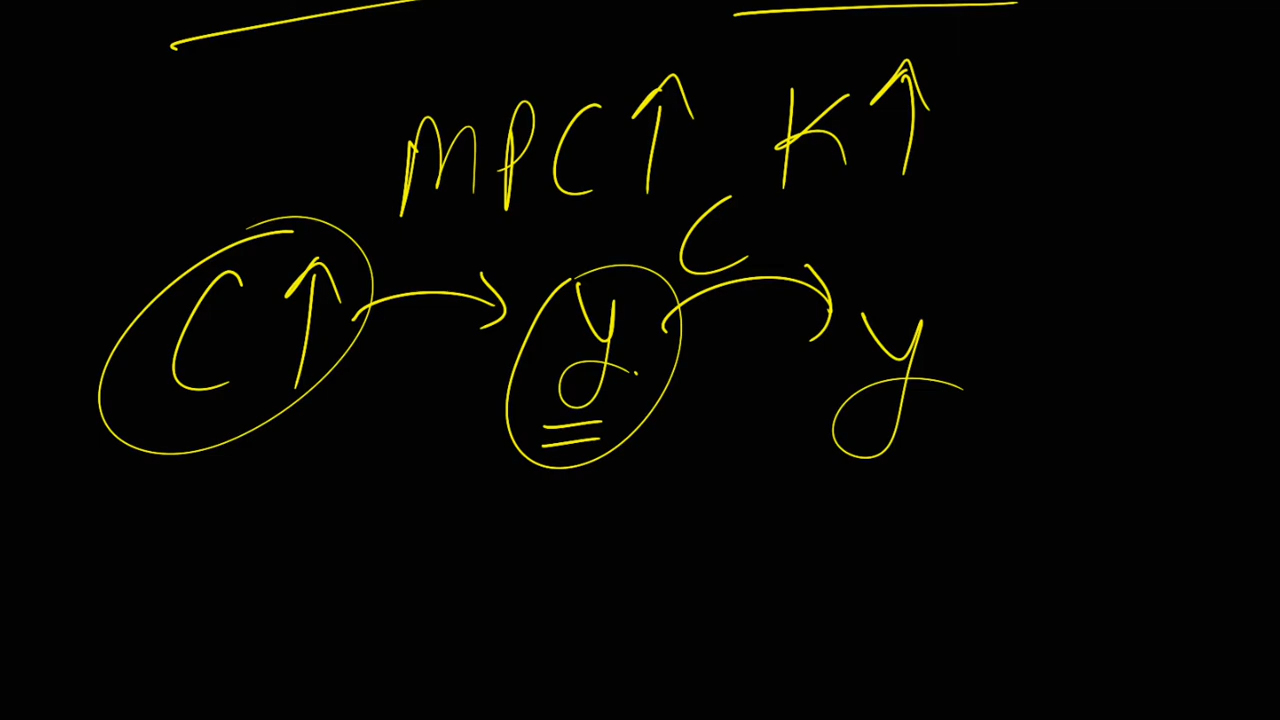 MPC↑ K↑
C
C↑ → y → y